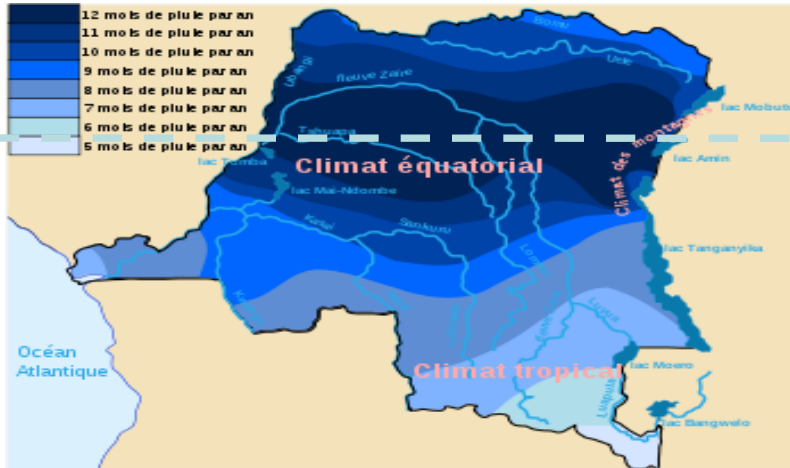 12 mois de pluie par an
11 mois de pluie par an
10 mois de pluie par an
9 mois de pluie par an
8 mois de pluie par an
7 mois de pluie par an
6 mois de pluie par an
5 mois de pluie par an
Bomu
Uele
Ubangi
fleuve Zaïre
lac Mobutu
Tshuapa
lac Tumba
Climat équatorial
Climat des montagnes
lac Amin
lac Mai-Ndombe
Kasai
Sankuru
lac Tanganyika
Lomami
Luvua
Océan
Atlantique
Climat tropical
lac Moero
Luapula
lac Bangwelo